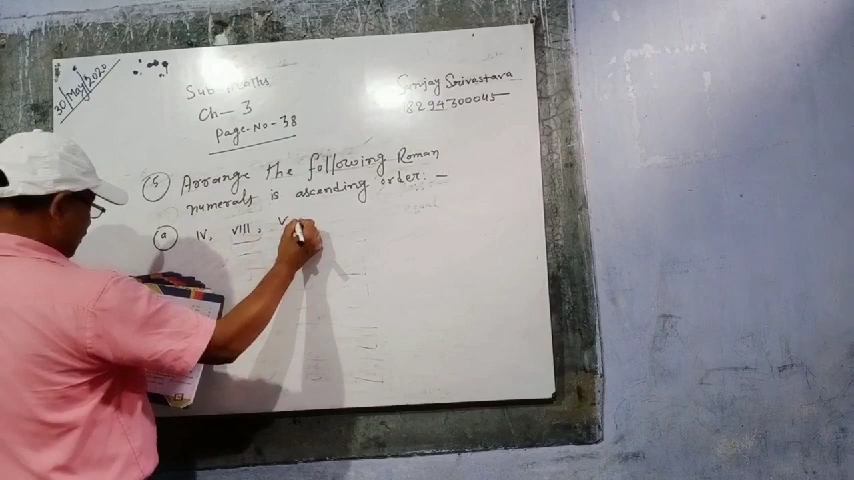 30/May/2020
Sub Maths
Ch-3
Page-No-38
Sanjay Srivastava
8294300045
(5) Arrange the following Roman
numerals is ascending order:-
(a) IV, VIII, V